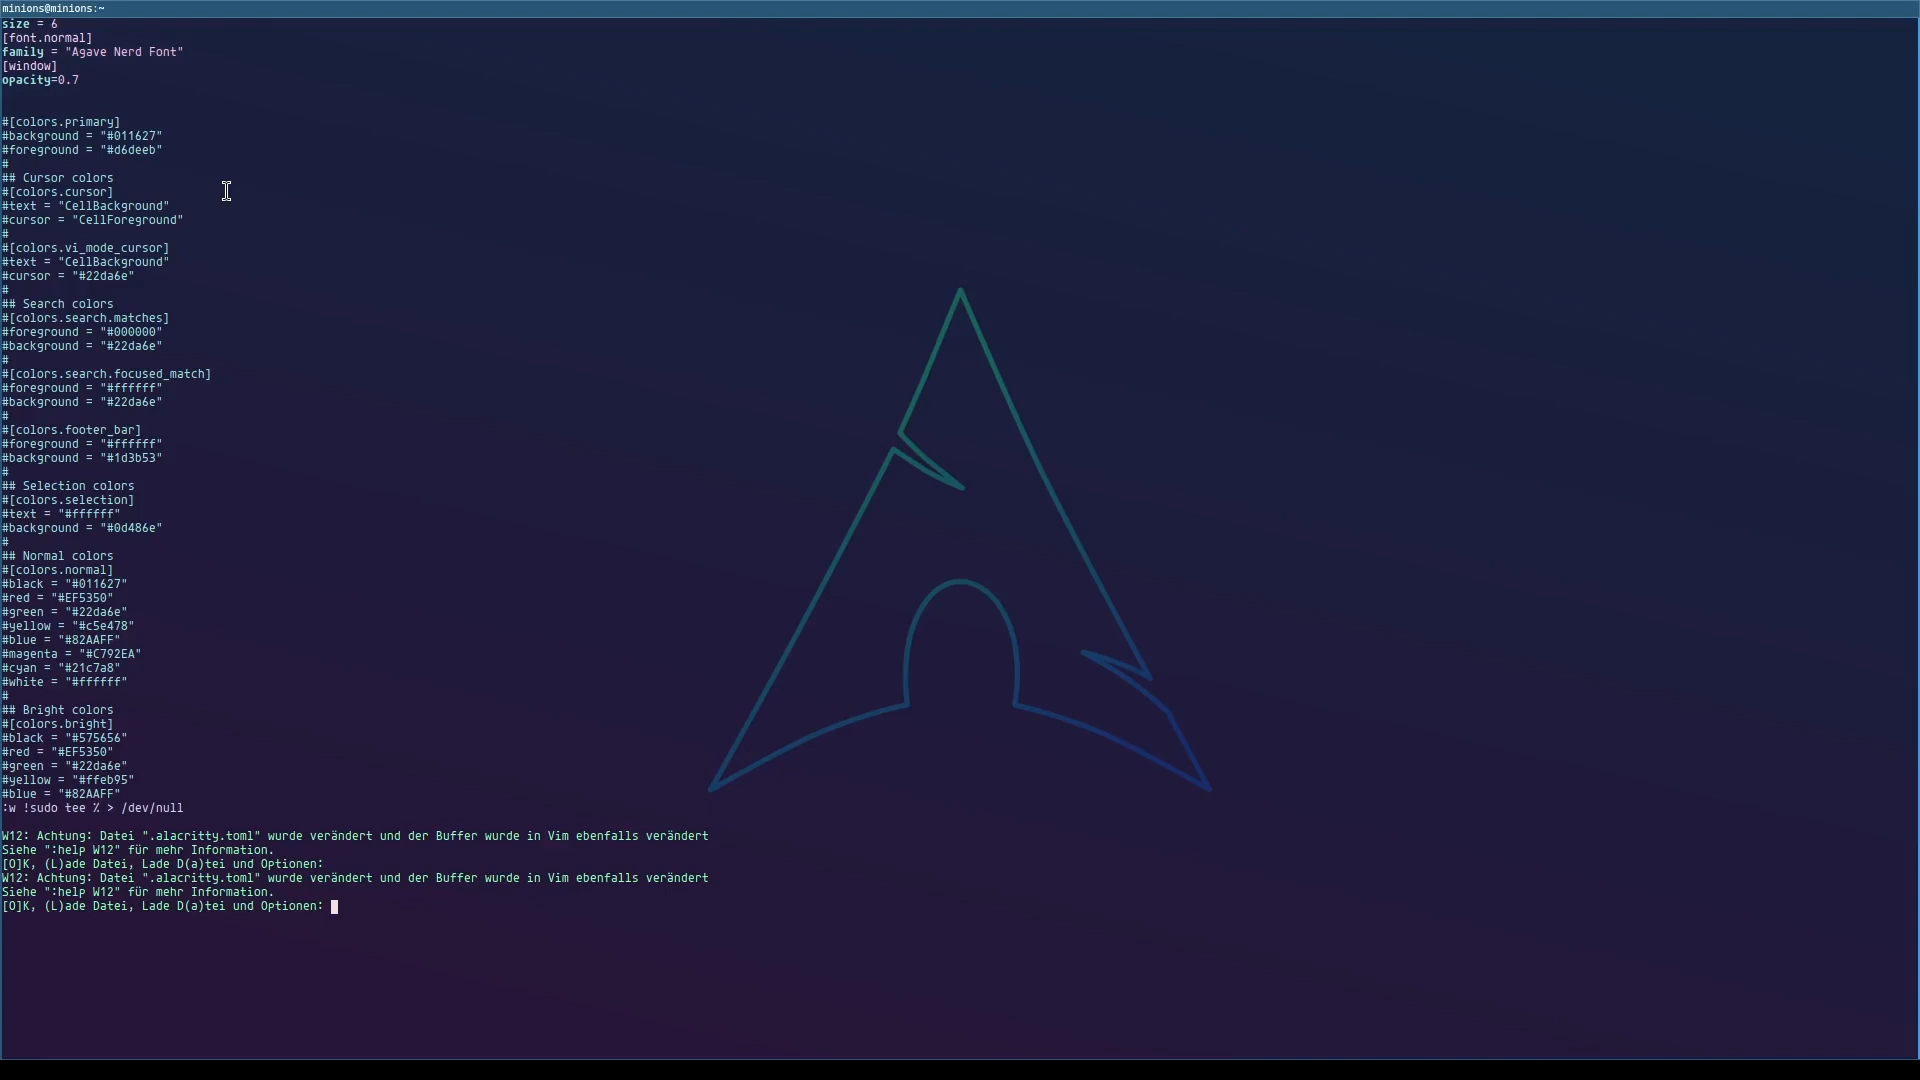 minions@minions:~
size = 6
[font.normal]
family = "Agave Nerd Font"
[window]
opacity=0.7
#[colors.primary]
#background = "#011627"
#foreground = "#d6deeb"
#
## Cursor colors
#[colors.cursor]
#text = "CellBackground"
#cursor = "CellForeground"
#
#[colors.vi_mode_cursor]
#text = "CellBackground"
#cursor = "#22da6e"
#
## Search colors
#[colors.search.matches]
#foreground = "#000000"
#background = "#22da6e"
#
#[colors.search.focused_match]
#foreground = "#ffffff"
#background = "#22da6e"
#
#[colors.footer_bar]
#foreground = "#ffffff"
#background = "#1d3b53"
#
## Selection colors
#[colors.selection]
#text = "#ffffff"
#background = "#0d486e"
#
## Normal colors
#[colors.normal]
#black = "#011627"
#red = "#EF5350"
#green = "#22da6e"
#yellow = "#c5e478"
#blue = "#82AAFF"
#magenta = "#C792EA"
#cyan = "#21c7a8"
#white = "#ffffff"
#
## Bright colors
#[colors.bright]
#black = "#575656"
#red = "#EF5350"
#green = "#22da6e"
#yellow = "#ffeb95"
#blue = "#82AAFF"
:w !sudo tee % > /dev/null
W12: Achtung: Datei ".alacritty.toml" wurde verändert und der Buffer wurde in Vim ebenfalls verändert
Siehe ":help W12" für mehr Information.
[O]K, (L)ade Datei, Lade D(a)tei und Optionen:
W12: Achtung: Datei ".alacritty.toml" wurde verändert und der Buffer wurde in Vim ebenfalls verändert
Siehe ":help W12" für mehr Information.
[O]K, (L)ade Datei, Lade D(a)tei und Optionen: